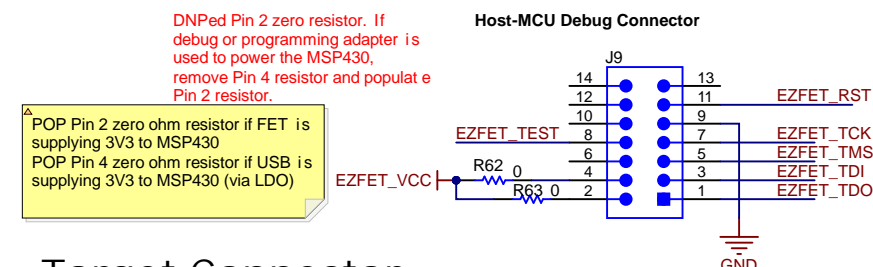 DNPed Pin 2 zero resistor. If
debug or programming adapter is
used to power the MSP430,
remove Pin 4 resistor and populat e
Pin 2 resistor.
Host-MCU Debug Connector
POP Pin 2 zero ohm resistor if FET is
supplying 3V3 to MSP430
POP Pin 4 zero ohm resistor if USB is
supplying 3V3 to MSP430 (via LDO)
J9
14 13
12 11 EZFET_RST
10 9
EZFET_TEST 8 7 EZFET_TCK
6 5 EZFET_TMS
EZFET_VCC R62 0 4 3 EZFET_TDI
R63 0 2 1 EZFET_TDO
GND
Target Connector